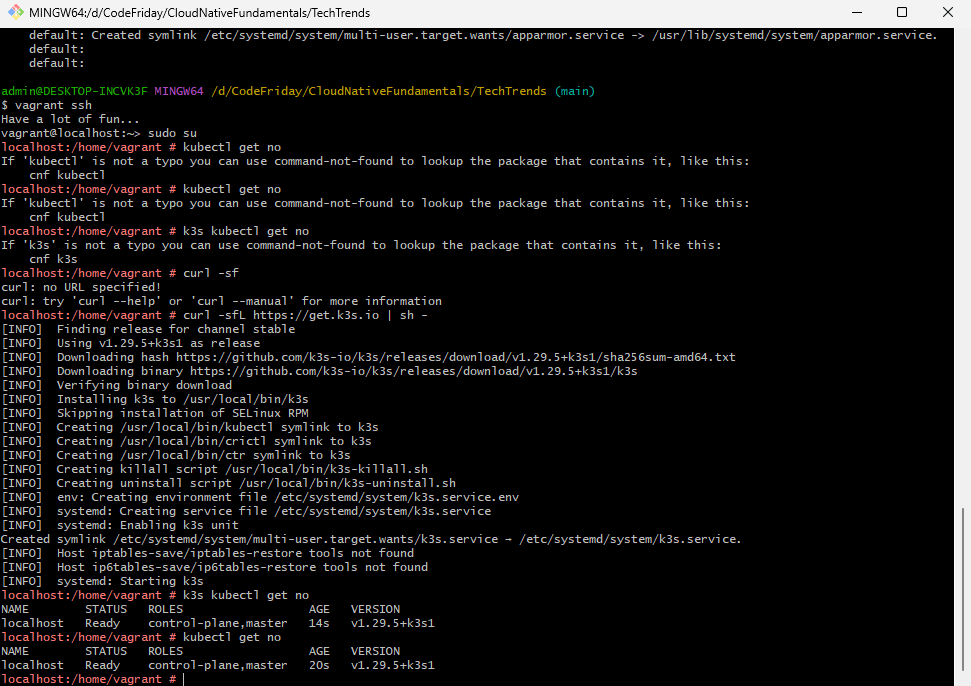 MINGW64:/d/CodeFriday/CloudNativeFundamentals/TechTrends
    default: Created symlink /etc/systemd/system/multi-user.target.wants/apparmor.service -> /usr/lib/systemd/system/apparmor.service.
    default:
    default:
admin@DESKTOP-INCVK3F MINGW64 /d/CodeFriday/CloudNativeFundamentals/TechTrends (main)
$ vagrant ssh
Have a lot of fun...
vagrant@localhost:~> sudo su
localhost:/home/vagrant # kubectl get no
If 'kubectl' is not a typo you can use command-not-found to lookup the package that contains it, like this:
    cnf kubectl
localhost:/home/vagrant # kubectl get no
If 'kubectl' is not a typo you can use command-not-found to lookup the package that contains it, like this:
    cnf kubectl
localhost:/home/vagrant # k3s kubectl get no
If 'k3s' is not a typo you can use command-not-found to lookup the package that contains it, like this:
    cnf k3s
localhost:/home/vagrant # curl -sf
curl: no URL specified!
curl: try 'curl --help' or 'curl --manual' for more information
localhost:/home/vagrant # curl -sfL https://get.k3s.io | sh -
[INFO]  Finding release for channel stable
[INFO]  Using v1.29.5+k3s1 as release
[INFO]  Downloading hash https://github.com/k3s-io/k3s/releases/download/v1.29.5+k3s1/sha256sum-amd64.txt
[INFO]  Downloading binary https://github.com/k3s-io/k3s/releases/download/v1.29.5+k3s1/k3s
[INFO]  Verifying binary download
[INFO]  Installing k3s to /usr/local/bin/k3s
[INFO]  Skipping installation of SELinux RPM
[INFO]  Creating /usr/local/bin/kubectl symlink to k3s
[INFO]  Creating /usr/local/bin/crictl symlink to k3s
[INFO]  Creating /usr/local/bin/ctr symlink to k3s
[INFO]  Creating killall script /usr/local/bin/k3s-killall.sh
[INFO]  Creating uninstall script /usr/local/bin/k3s-uninstall.sh
[INFO]  env: Creating environment file /etc/systemd/system/k3s.service.env
[INFO]  systemd: Creating service file /etc/systemd/system/k3s.service
[INFO]  systemd: Enabling k3s unit
Created symlink /etc/systemd/system/multi-user.target.wants/k3s.service → /etc/systemd/system/k3s.service.
[INFO]  Host iptables-save/iptables-restore tools not found
[INFO]  Host ip6tables-save/ip6tables-restore tools not found
[INFO]  systemd: Starting k3s
localhost:/home/vagrant # k3s kubectl get no
NAME        STATUS   ROLES                  AGE   VERSION
localhost   Ready    control-plane,master   14s   v1.29.5+k3s1
localhost:/home/vagrant # kubectl get no
NAME        STATUS   ROLES                  AGE   VERSION
localhost   Ready    control-plane,master   20s   v1.29.5+k3s1
localhost:/home/vagrant #